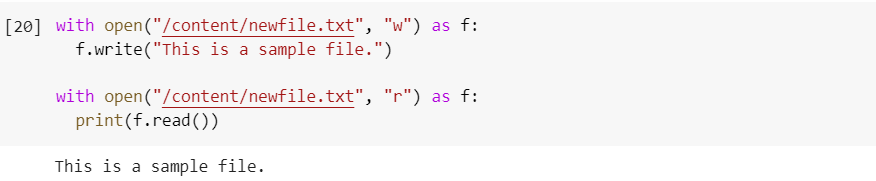 [20] with open("/content/newfile.txt", "w") as f:
  f.write("This is a sample file.")
with open("/content/newfile.txt", "r") as f:
  print(f.read())
This is a sample file.